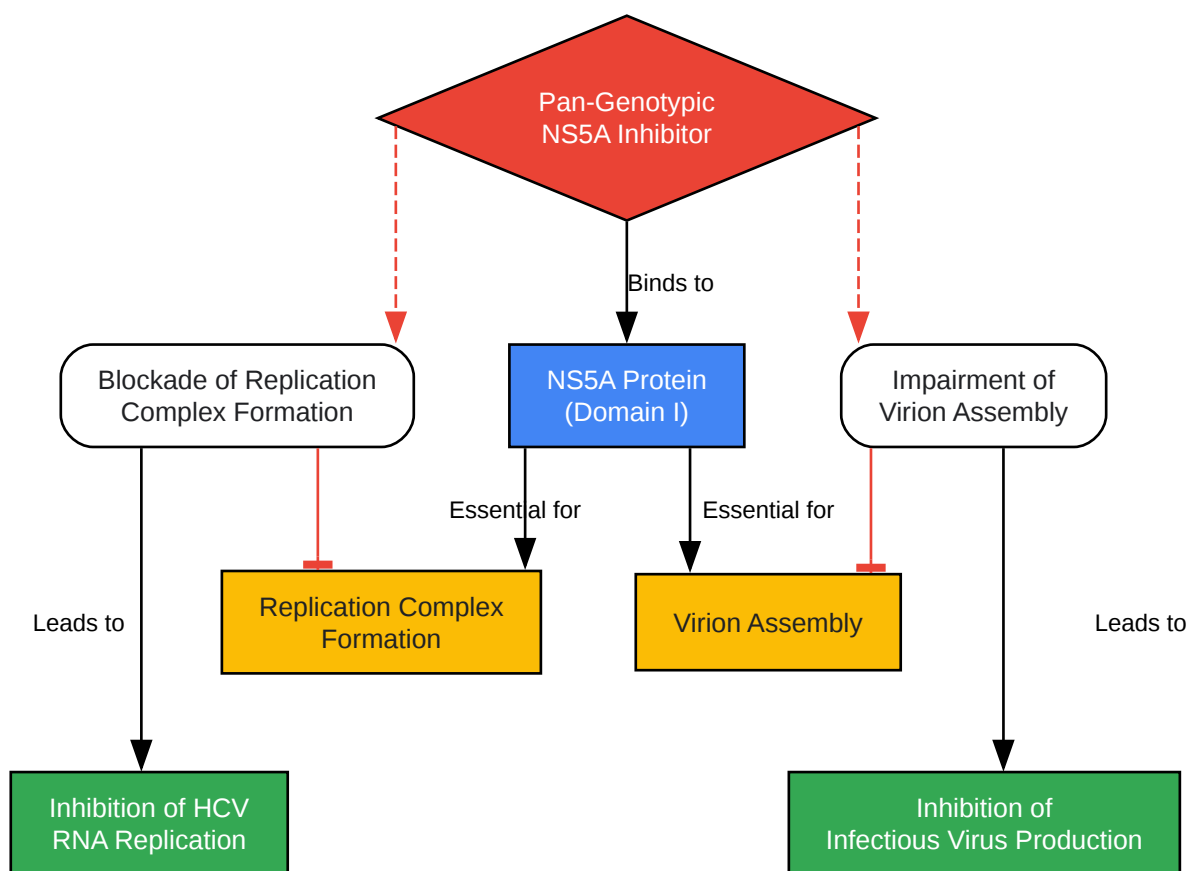 Pan-Genotypic
NS5A Inhibitor
Binds to
Blockade of Replication
Complex Formation
NS5A Protein
(Domain I)
Impairment of
Virion Assembly
Essential for
Essential for
Replication Complex
Formation
Virion Assembly
Leads to
Leads to
Inhibition of HCV
RNA Replication
Inhibition of
Infectious Virus Production